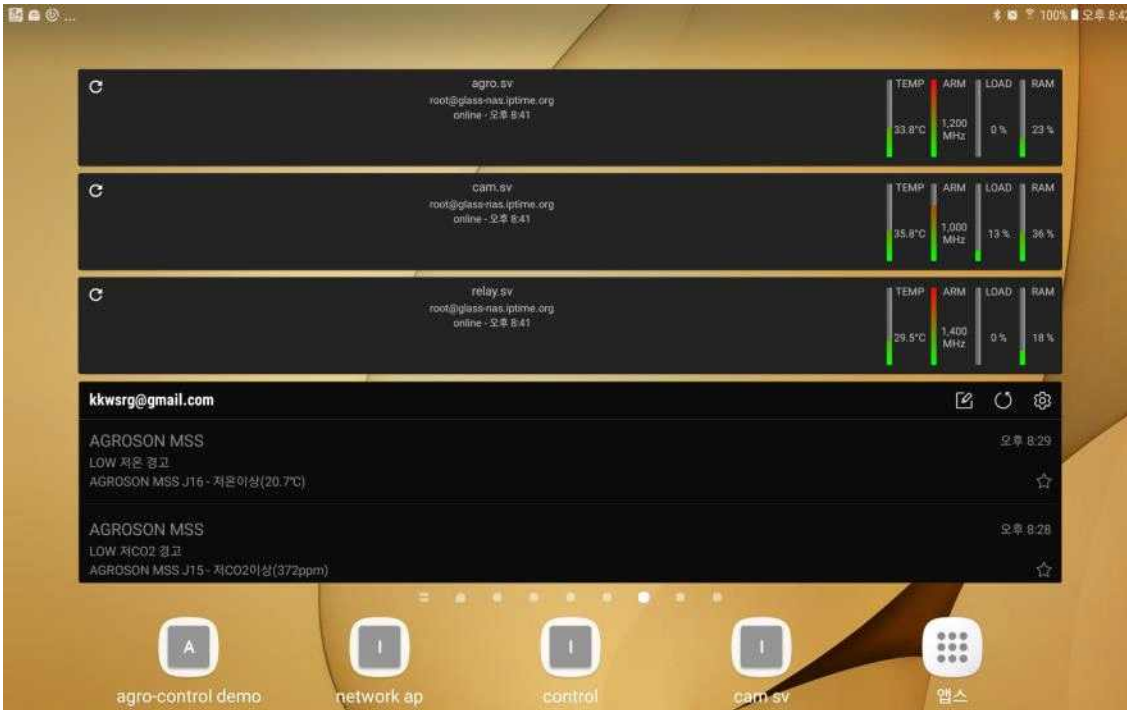 ...
100% 오후 8:42
agro.sv
root@glass-nas.iptime.org
online - 오후 8:41
TEMP ARM LOAD RAM
33.8°C 1,200 MHz 0 % 23 %
cam.sv
root@glass-nas.iptime.org
online - 오후 8:41
TEMP ARM LOAD RAM
35.8°C 1,000 MHz 13 % 36 %
relay.sv
root@glass-nas.iptime.org
online - 오후 8:41
TEMP ARM LOAD RAM
29.5°C 1,400 MHz 0 % 18 %
kkwsrg@gmail.com
AGROSON MSS 오후 8:29
LOW 저온 경고
AGROSON MSS J16 - 저온이상(20.7℃)
AGROSON MSS 오후 8:28
LOW 저CO2 경고
AGROSON MSS J15 - 저CO2이상(372ppm)
A I I I
agro-control demo network ap control cam sv 앱스